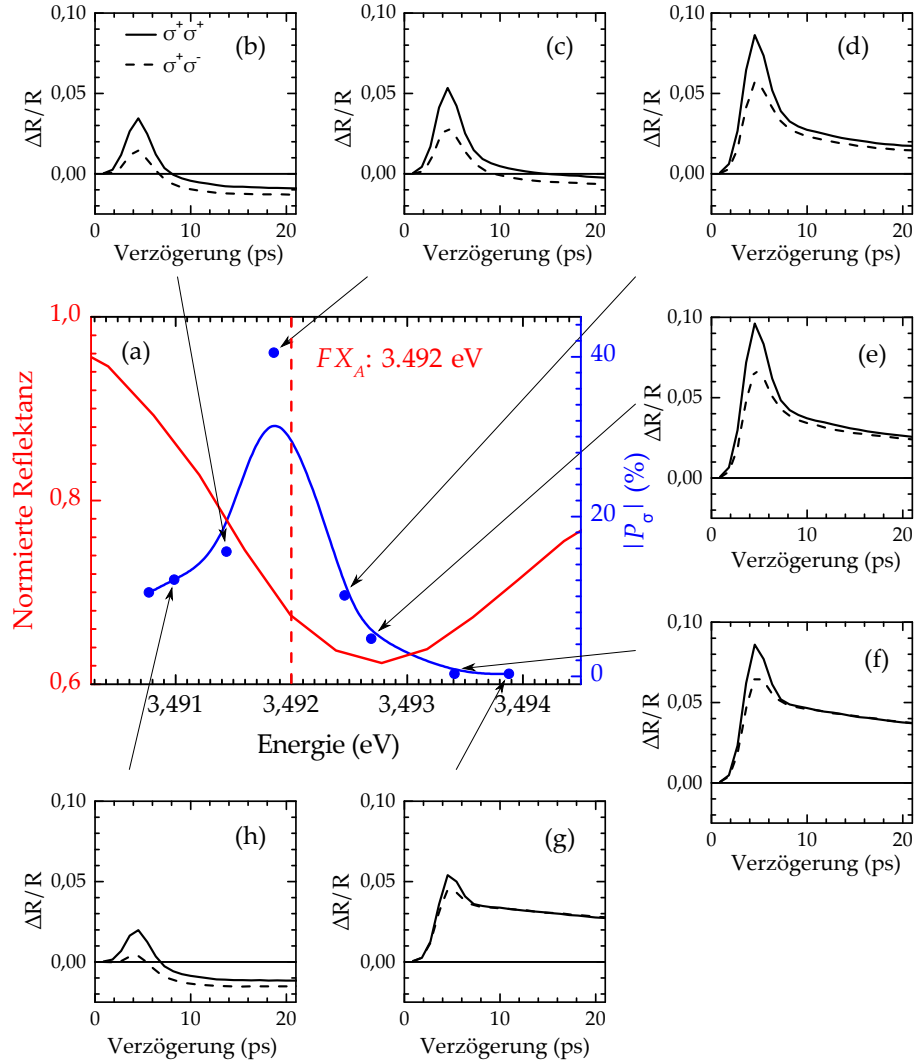 (b)
σ⁺σ⁺
σ⁺σ⁻
ΔR/R
0,10
0,05
0,00
0 10 20
Verzögerung (ps)
(c)
ΔR/R
0,10
0,05
0,00
0 10 20
Verzögerung (ps)
(d)
ΔR/R
0,10
0,05
0,00
0 10 20
Verzögerung (ps)
(a)
FX_A: 3.492 eV
Normierte Reflektanz
1,0
0,8
0,6
3,491 3,492 3,493 3,494
Energie (eV)
40
20
0
|P_σ| (%)
(e)
ΔR/R
0,10
0,05
0,00
0 10 20
Verzögerung (ps)
(f)
ΔR/R
0,10
0,05
0,00
0 10 20
Verzögerung (ps)
(h)
ΔR/R
0,10
0,05
0,00
0 10 20
Verzögerung (ps)
(g)
ΔR/R
0,10
0,05
0,00
0 10 20
Verzögerung (ps)